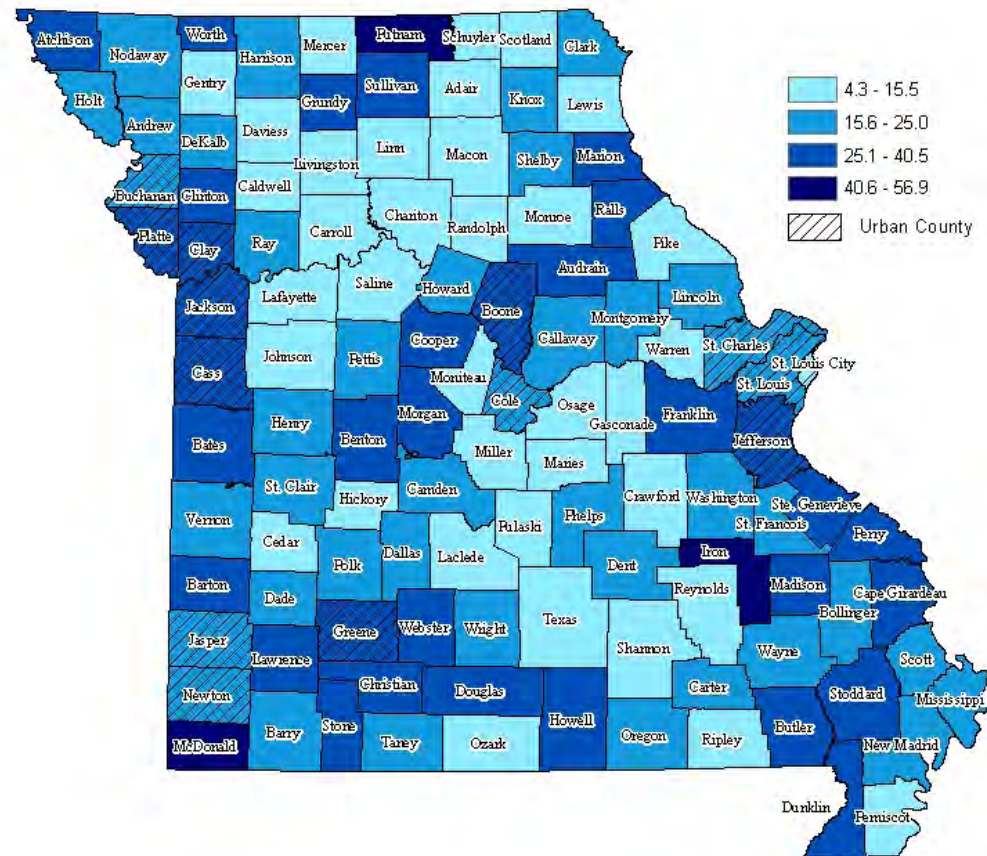 Atchison
Nodaway
Worth
Harrison
Mercer
Putnam
Schuyler
Scotland
Clark
Gentry
Sullivan
Adair
Knox
Lewis
Holt
Andrew
DeKalb
Daviess
Grundy
Linn
Macon
Shelby
Marion
Livingston
Buchanan
Clinton
Caldwell
Chariton
Randolph
Monroe
Ralls
Platte
Clay
Ray
Carroll
Pike
Audrain
Saline
Howard
Boone
Lafayette
Jackson
Lincoln
Montgomery
Callaway
Cooper
Warren
St. Charles
St. Louis City
St. Louis
Johnson
Pettis
Cass
Moniteau
Cole
Osage
Gasconade
Franklin
Jefferson
Morgan
Henry
Benton
Bates
Miller
Maries
St. Clair
Camden
Hickory
Crawford
Washington
Ste. Genevieve
St. Francois
Vernon
Pulaski
Phelps
Perry
Cedar
Polk
Dallas
Laclede
Dent
Iron
Reynolds
Madison
Cape Girardeau
Bollinger
Barton
Dade
Texas
Greene
Webster
Wright
Jasper
Lawrence
Shannon
Wayne
Scott
Newton
Christian
Douglas
Carter
Stoddard
Mississippi
McDonald
Barry
Stone
Taney
Ozark
Howell
Oregon
Ripley
Butler
New Madrid
Dunklin
Pemiscot
4.3 - 15.5
15.6 - 25.0
25.1 - 40.5
40.6 - 56.9
Urban County